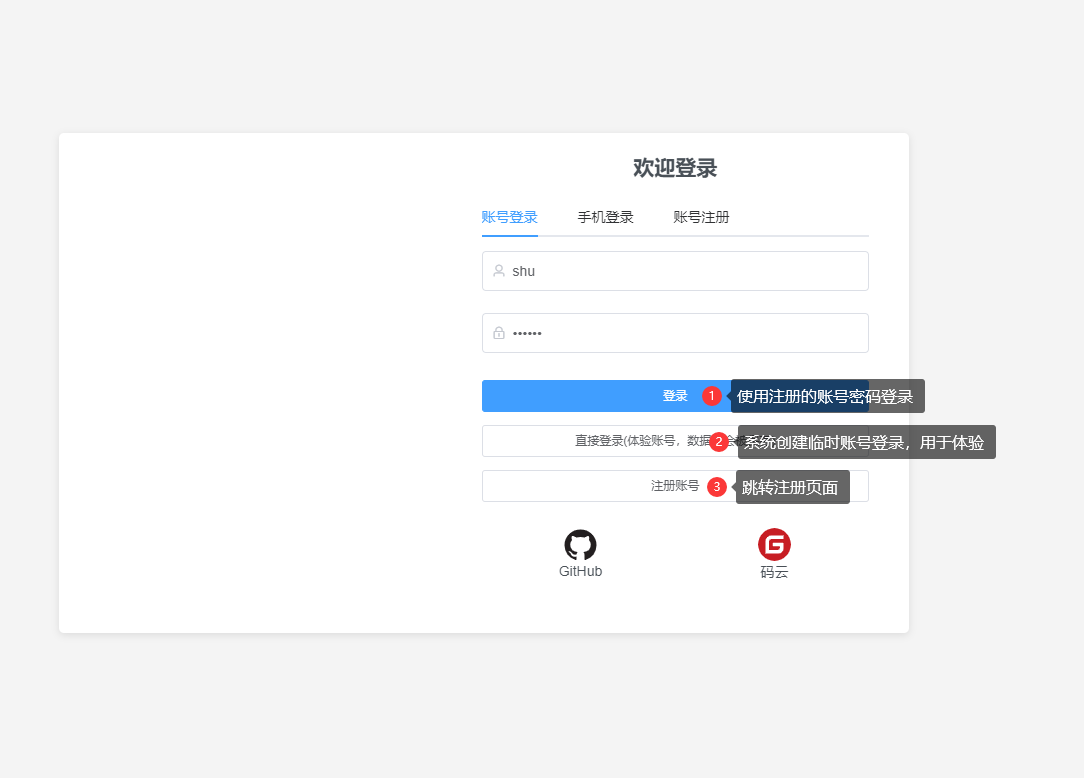 欢迎登录
账号登录 手机登录 账号注册
shu
••••••
登录 1 使用注册的账号密码登录
直接登录(体验账号，数据 2 系统创建临时账号登录，用于体验
注册账号 3 跳转注册页面
GitHub 码云